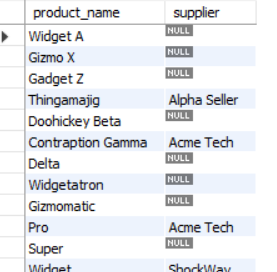 product_name supplier
Widget A NULL
Gizmo X NULL
Gadget Z NULL
Thingamajig Alpha Seller
Doohickey Beta NULL
Contraption Gamma Acme Tech
Delta NULL
Widgetatron NULL
Gizmomatic NULL
Pro Acme Tech
Super NULL
Widget ShockWay